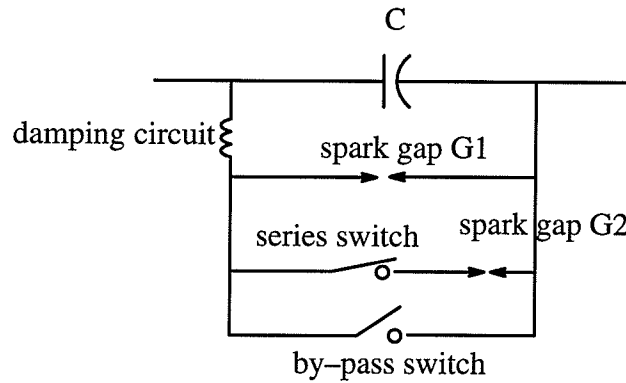 C
damping circuit
spark gap G1
spark gap G2
series switch
by-pass switch